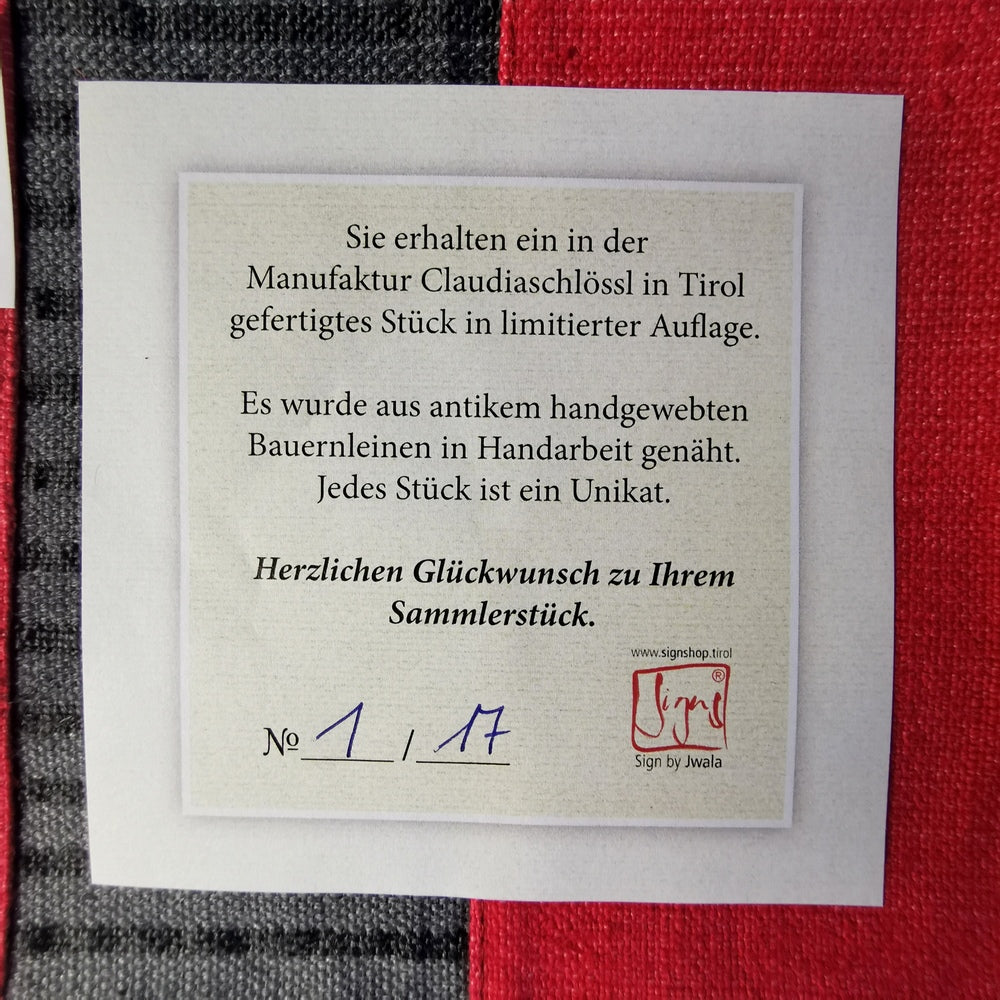 Sie erhalten ein in der
Manufaktur Claudiaschlössl in Tirol
gefertigtes Stück in limitierter Auflage.
Es wurde aus antikem handgewebten
Bauernleinen in Handarbeit genäht.
Jedes Stück ist ein Unikat.
Herzlichen Glückwunsch zu Ihrem
Sammlerstück.
www.signshop.tirol
Signs®
Sign by Jwala
№ 1 / 17